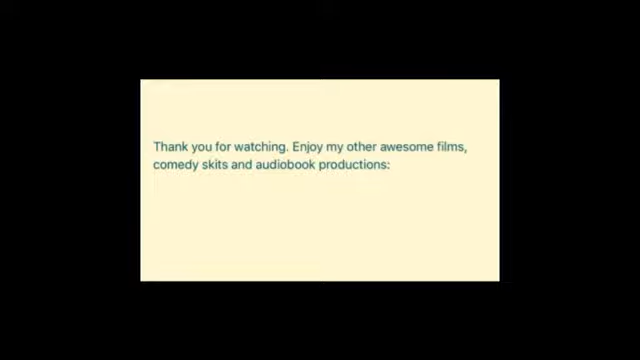 Thank you for watching. Enjoy my other awesome films,
comedy skits and audiobook productions: